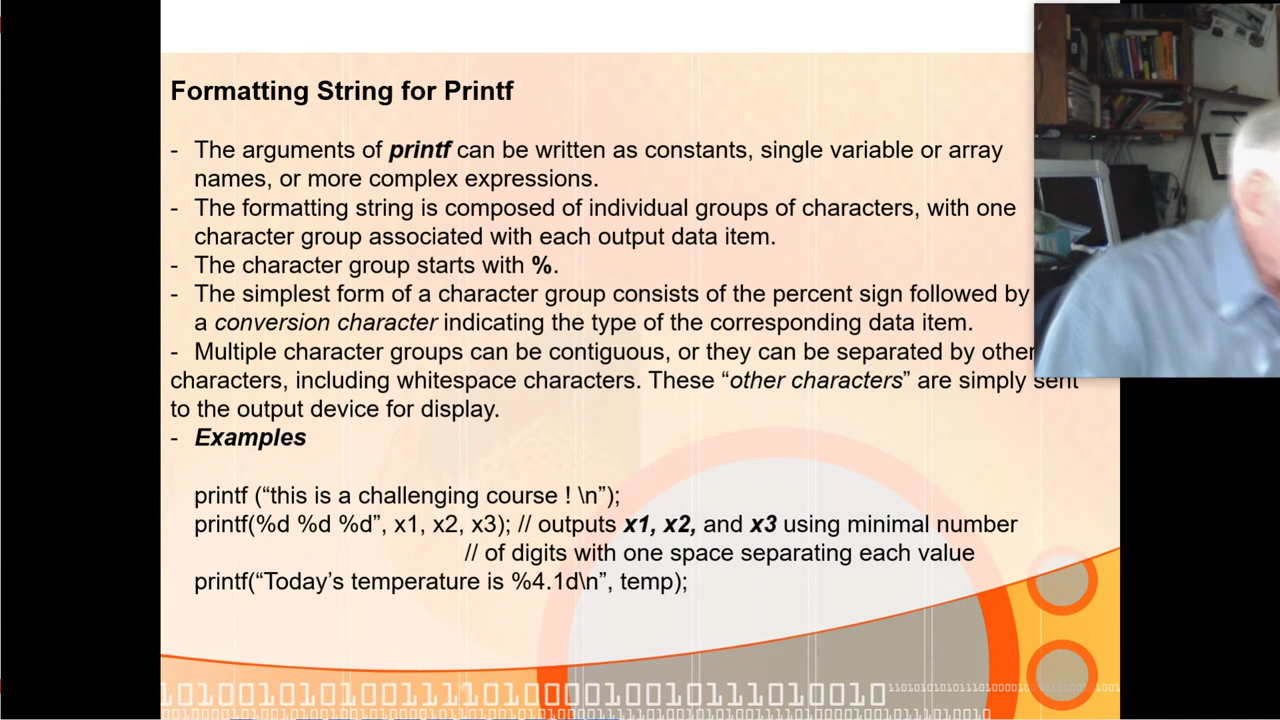 Formatting String for Printf
- The arguments of printf can be written as constants, single variable or array
names, or more complex expressions.
- The formatting string is composed of individual groups of characters, with one
character group associated with each output data item.
- The character group starts with %.
- The simplest form of a character group consists of the percent sign followed by
a conversion character indicating the type of the corresponding data item.
- Multiple character groups can be contiguous, or they can be separated by other
characters, including whitespace characters. These “other characters” are simply sent
to the output device for display.
- Examples
printf (“this is a challenging course ! \n”);
printf(%d %d %d”, x1, x2, x3); // outputs x1, x2, and x3 using minimal number
// of digits with one space separating each value
printf(“Today’s temperature is %4.1d\n”, temp);